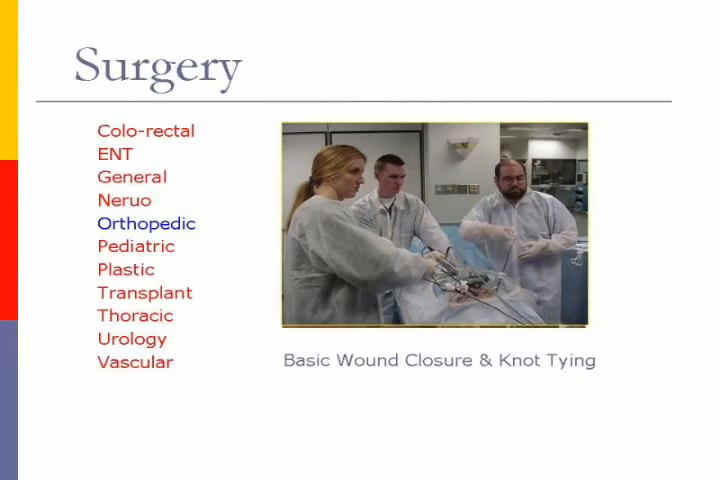 Surgery
Colo-rectal
ENT
General
Neruo
Orthopedic
Pediatric
Plastic
Transplant
Thoracic
Urology
Vascular
Basic Wound Closure & Knot Tying